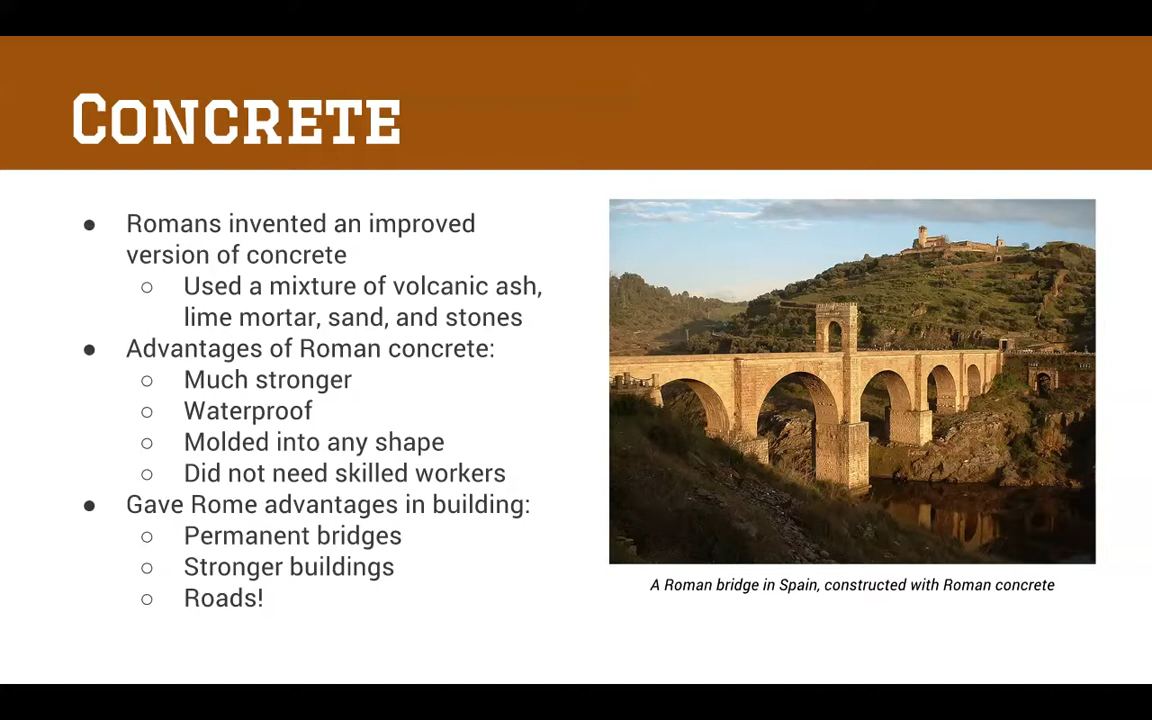 CONCRETE
● Romans invented an improved
version of concrete
○ Used a mixture of volcanic ash,
lime mortar, sand, and stones
● Advantages of Roman concrete:
○ Much stronger
○ Waterproof
○ Molded into any shape
○ Did not need skilled workers
● Gave Rome advantages in building:
○ Permanent bridges
○ Stronger buildings
○ Roads!
A Roman bridge in Spain, constructed with Roman concrete